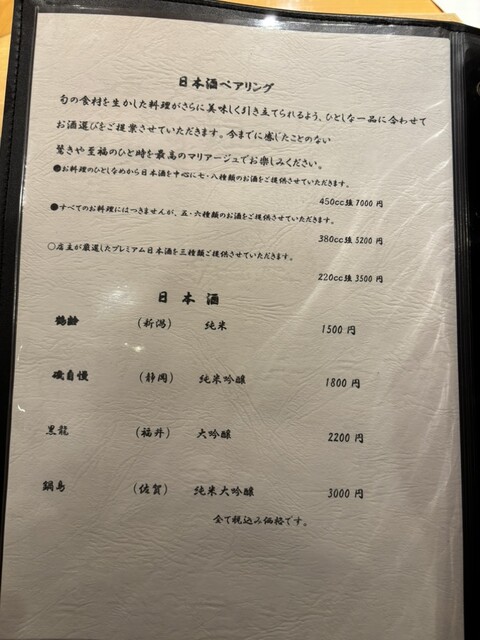 日本酒ペアリング
旬の食材を生かした料理がさらに美味しく引き立てられるよう、ひとしな一品に合わせて
お酒選びをご提案させていただきます。今までに感じたことのない
驚きや至福のひと時を最高のマリアージュでお楽しみください。
●お料理のひとしなめから日本酒を中心に七・八種類のお酒をご提供させていただきます。
450cc強 7000 円
●すべてのお料理にはつきませんが、五・六種類のお酒をご提供させていただきます。
380cc強 5200 円
○店主が厳選したプレミアム日本酒を三種類ご提供させていただきます。
220cc強 3500 円
日本酒
鶴齢 (新潟) 純米 1500 円
磯自慢 (静岡) 純米吟醸 1800 円
黒龍 (福井) 大吟醸 2200 円
鍋島 (佐賀) 純米大吟醸 3000 円
全て税込み価格です。